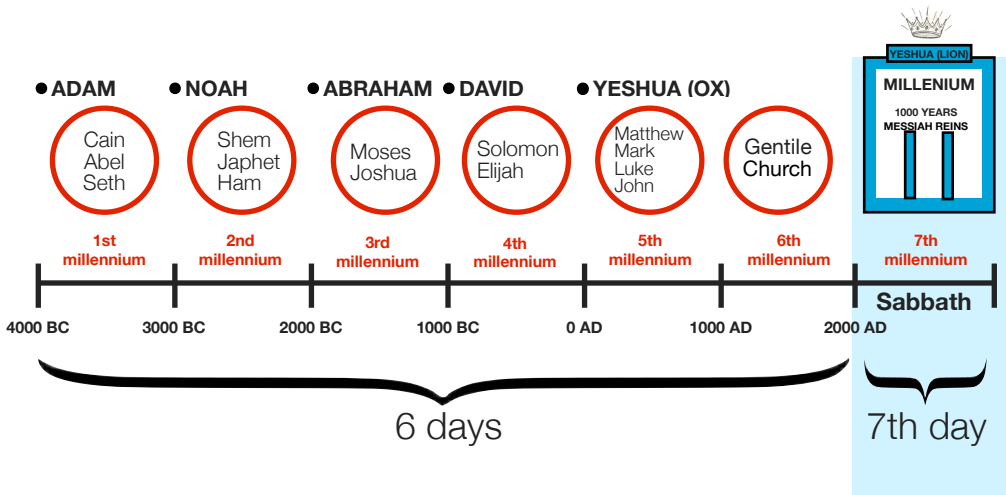 YESHUA (LION)
MILLENIUM
1000 YEARS
MESSIAH REINS
● ADAM
● NOAH
● ABRAHAM
● DAVID
● YESHUA (OX)
Cain
Abel
Seth
Shem
Japhet
Ham
Moses
Joshua
Solomon
Elijah
Matthew
Mark
Luke
John
Gentile
Church
1st
millennium
2nd
millennium
3rd
millennium
4th
millennium
5th
millennium
6th
millennium
7th
millennium
Sabbath
4000 BC
3000 BC
2000 BC
1000 BC
0 AD
1000 AD
2000 AD
6 days
7th day